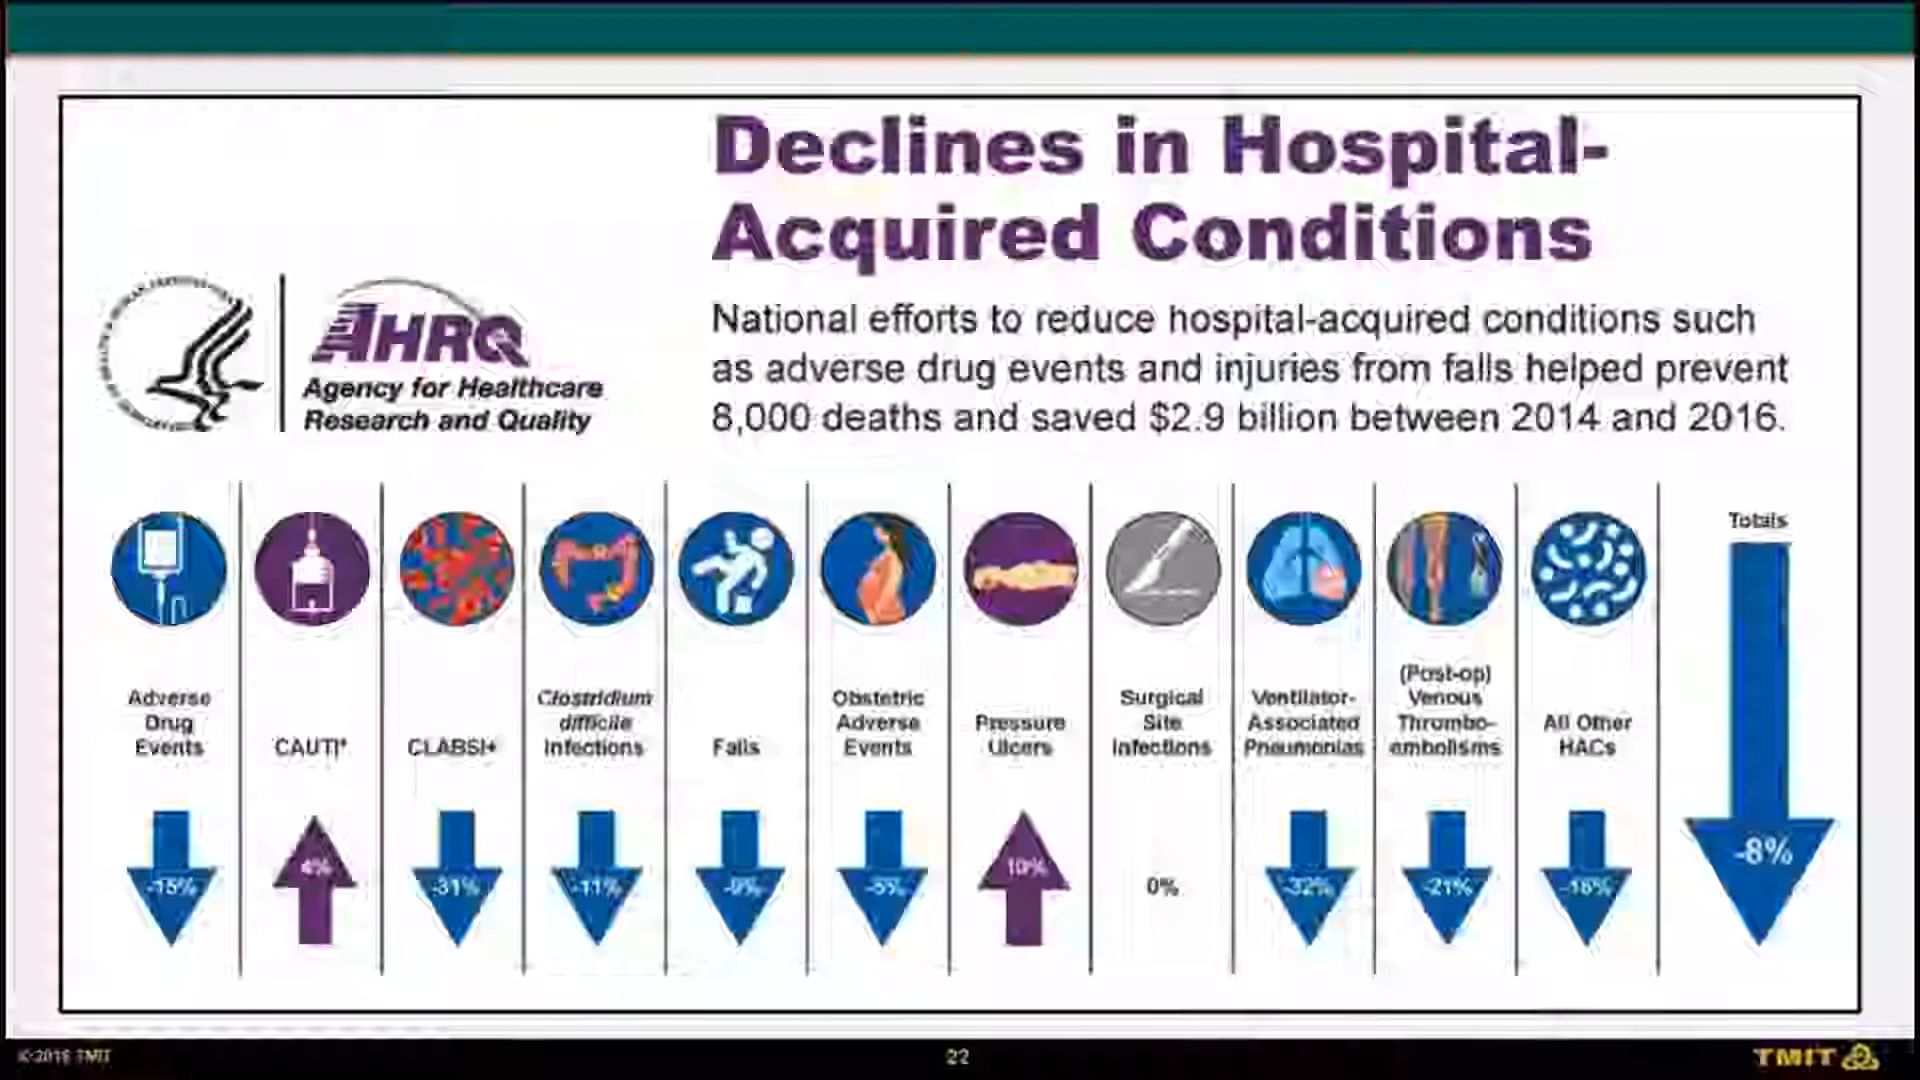 Declines in Hospital-
Acquired Conditions
National efforts to reduce hospital-acquired conditions such
as adverse drug events and injuries from falls helped prevent
8,000 deaths and saved $2.9 billion between 2014 and 2016.
AHRQ
Agency for Healthcare
Research and Quality
Adverse
Drug
Events
CAUTI*
CLABSI+
Clostridium
difficile
Infections
Falls
Obstetric
Adverse
Events
Pressure
Ulcers
Surgical
Site
Infections
Ventilator-
Associated
Pneumonias
(Post-op)
Venous
Thrombo-
embolisms
All Other
HACs
Totals
-15%
4%
-31%
-11%
-9%
-5%
10%
0%
-32%
-21%
-16%
-8%
22
TMIT